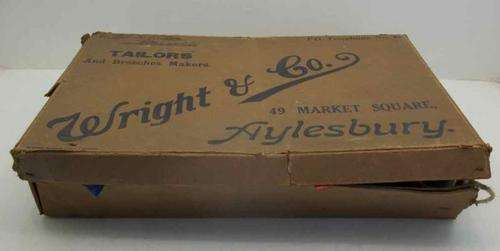 TAILORS
And Breeches Makers.
Wright & Co.
49 MARKET SQUARE,
Aylesbury.